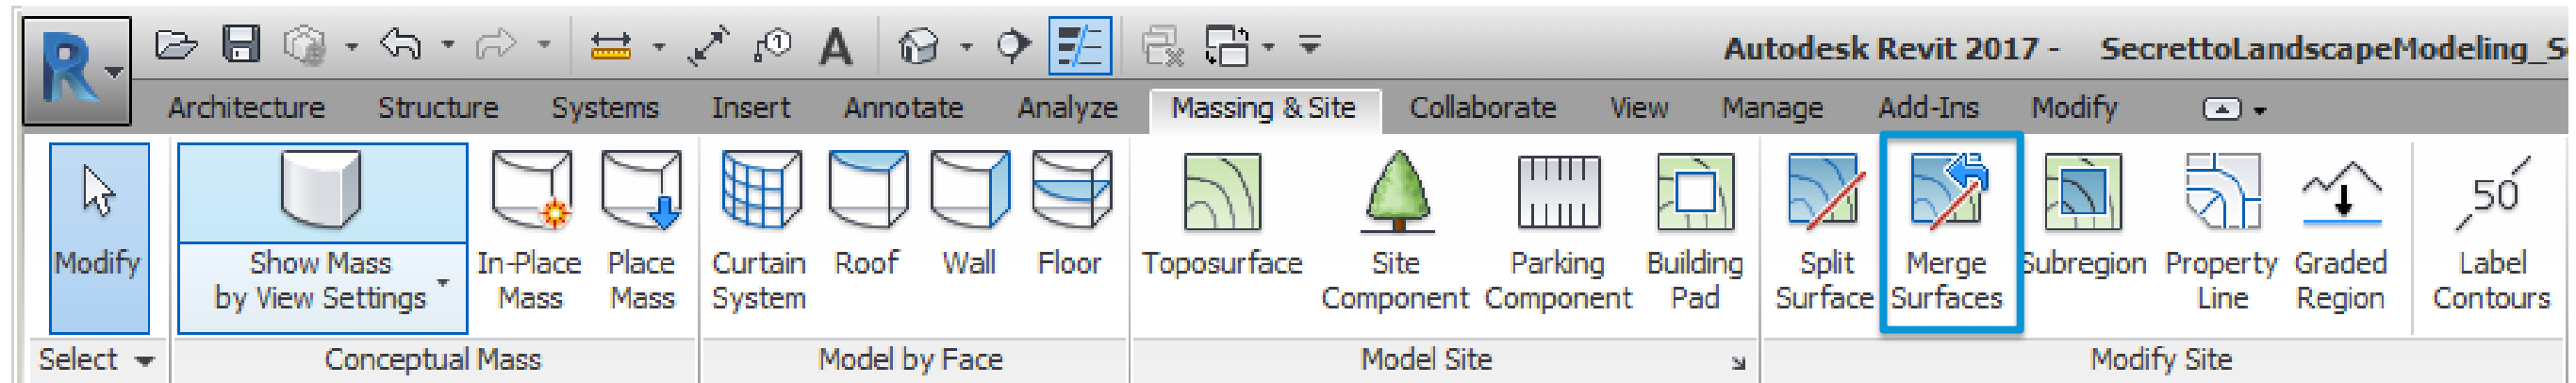 R
1
A
Autodesk Revit 2017 - SecrettoLandscapeModeling_S
Architecture Structure Systems Insert Annotate Analyze Massing & Site Collaborate View Manage Add-Ins Modify
50
Modify Show Mass In-Place Place Curtain Roof Wall Floor Toposurface Site Parking Building Split Merge Subregion Property Graded Label
by View Settings Mass Mass System Component Component Pad Surface Surfaces Line Region Contours
Select Conceptual Mass Model by Face Model Site Modify Site